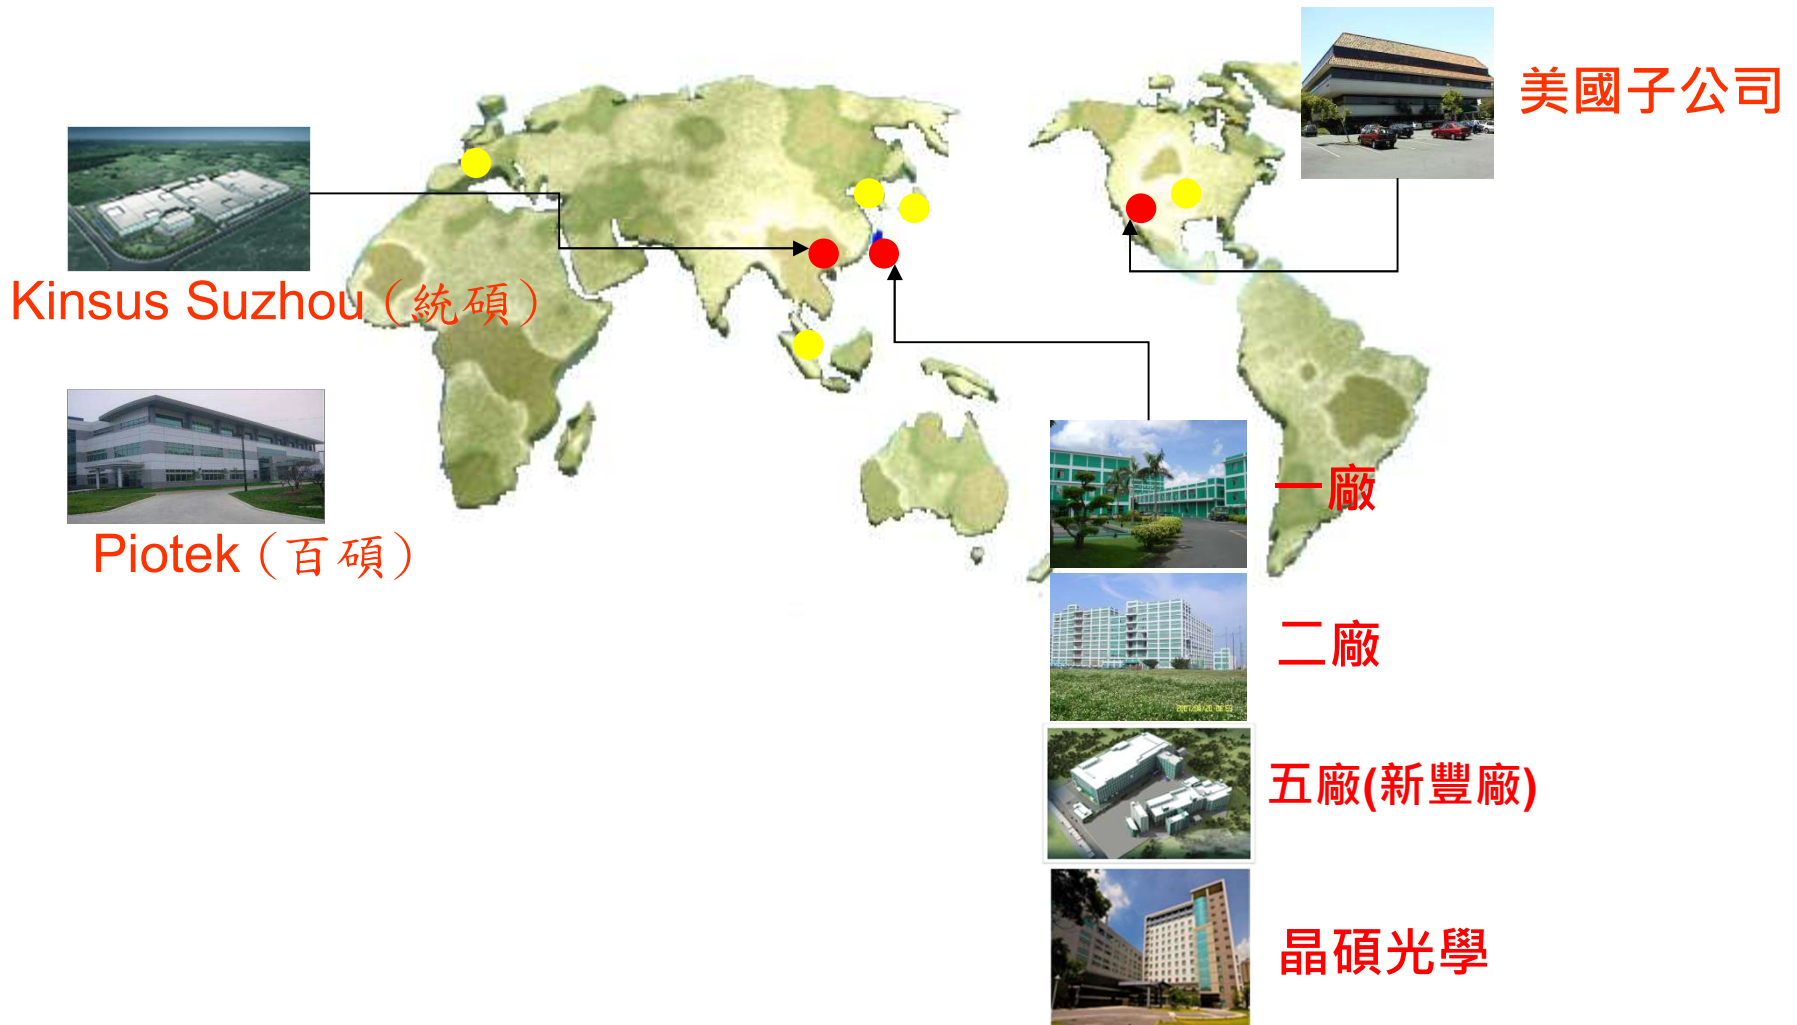 美國子公司
Kinsus Suzhou (統碩)
Piotek (百碩)
一廠
二廠
五廠(新豐廠)
晶碩光學